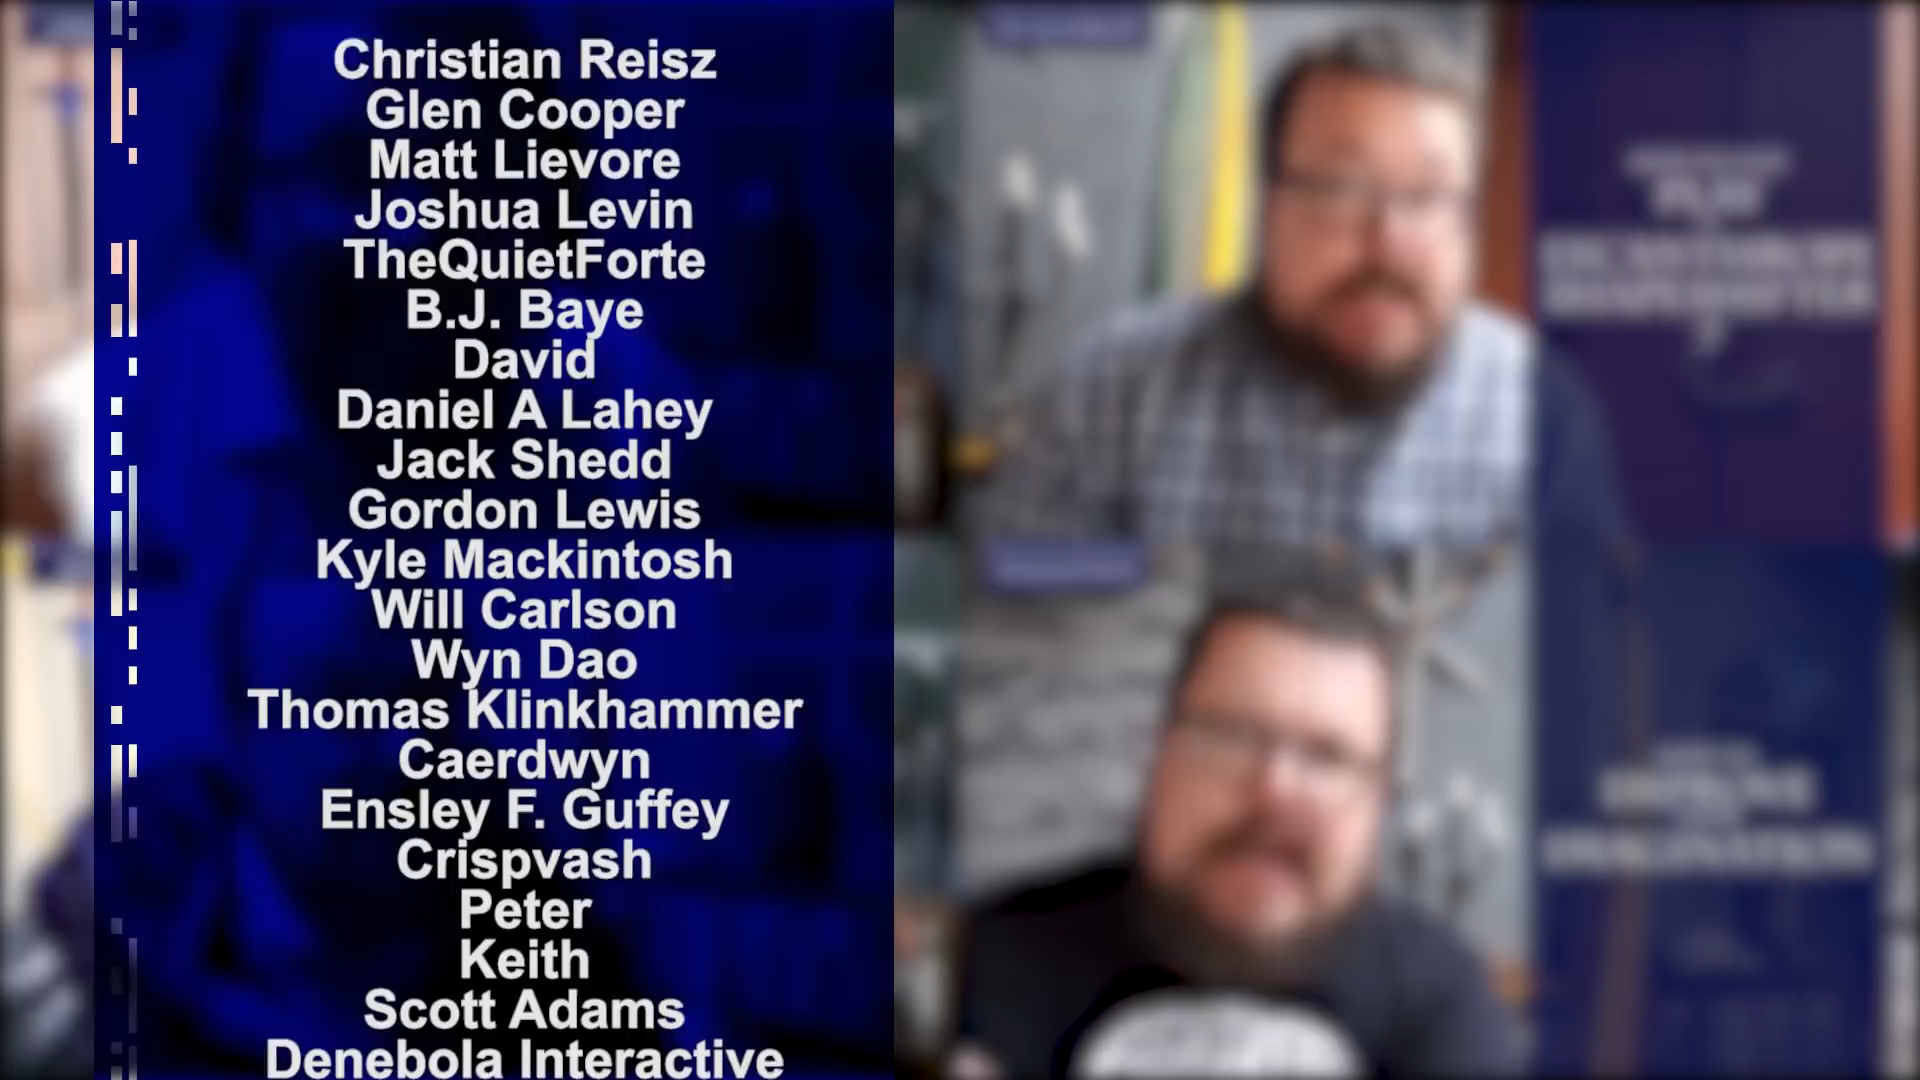 Christian Reisz
Glen Cooper
Matt Lievore
Joshua Levin
TheQuietForte
B.J. Baye
David
Daniel A Lahey
Jack Shedd
Gordon Lewis
Kyle Mackintosh
Will Carlson
Wyn Dao
Thomas Klinkhammer
Caerdwyn
Ensley F. Guffey
Crispvash
Peter
Keith
Scott Adams
Denebola Interactive